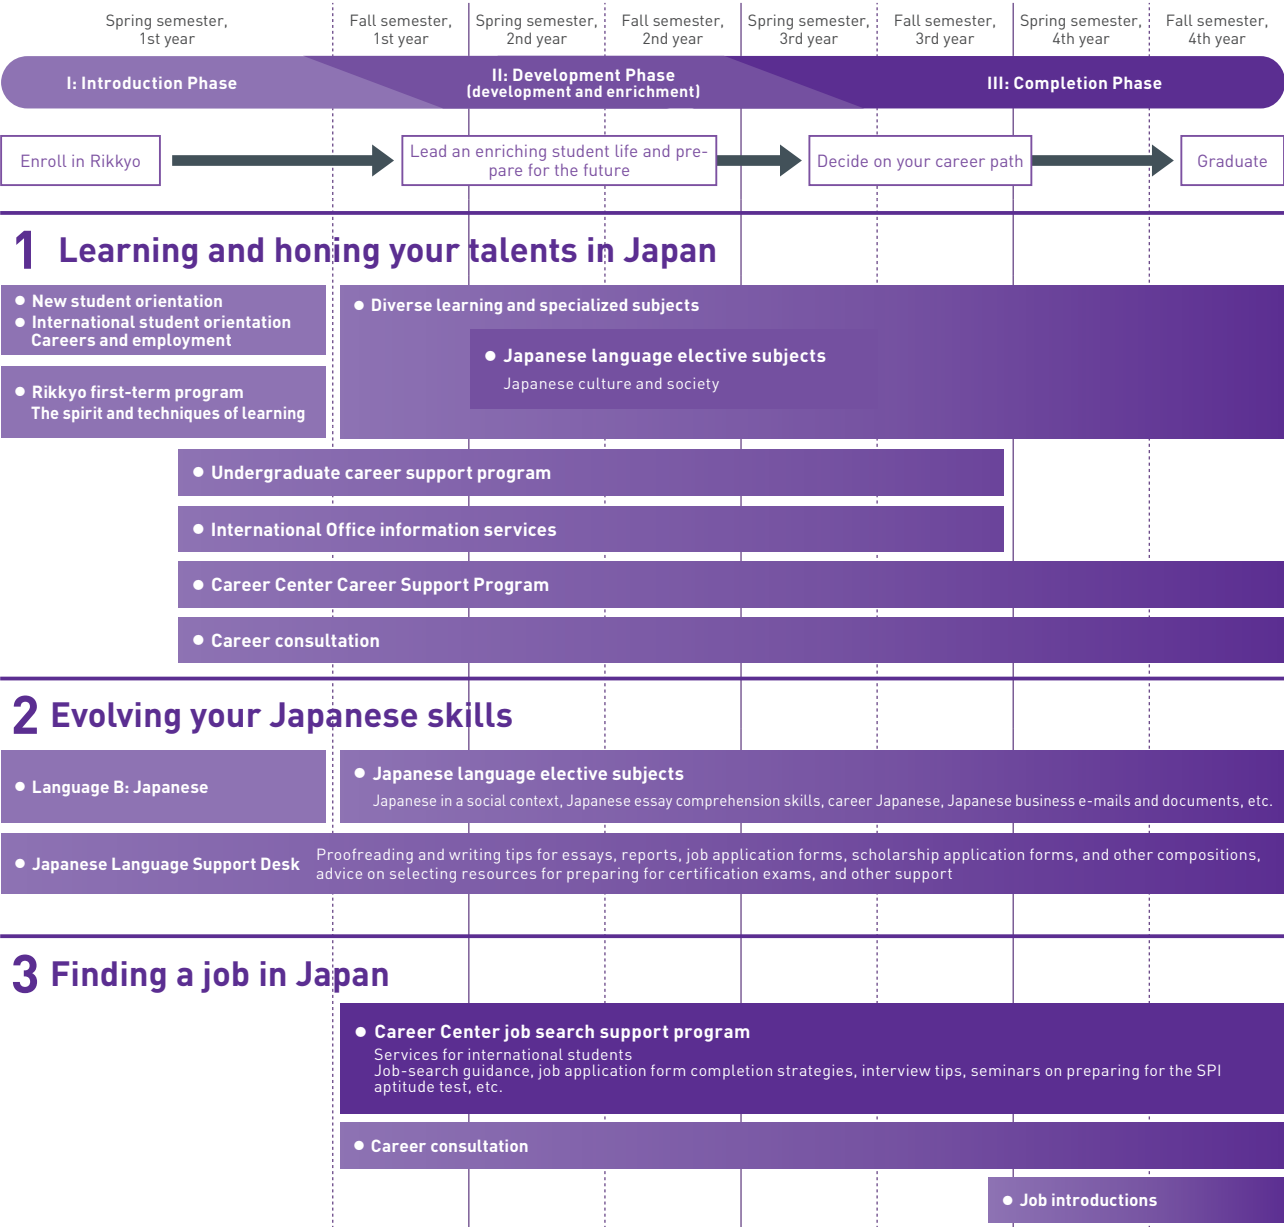 Spring semester,
1st year
Fall semester,
1st year
Spring semester,
2nd year
Fall semester,
2nd year
Spring semester,
3rd year
Fall semester,
3rd year
Spring semester,
4th year
Fall semester,
4th year
I: Introduction Phase
II: Development Phase
(development and enrichment)
III: Completion Phase
Enroll in Rikkyo
Lead an enriching student life and pre-
pare for the future
Decide on your career path
Graduate
1 Learning and honing your talents in Japan
● New student orientation
● International student orientation
Careers and employment
● Rikkyo first-term program
The spirit and techniques of learning
● Diverse learning and specialized subjects
● Japanese language elective subjects
Japanese culture and society
● Undergraduate career support program
● International Office information services
● Career Center Career Support Program
● Career consultation
2 Evolving your Japanese skills
● Language B: Japanese
● Japanese language elective subjects
Japanese in a social context, Japanese essay comprehension skills, career Japanese, Japanese business e-mails and documents, etc.
● Japanese Language Support Desk
Proofreading and writing tips for essays, reports, job application forms, scholarship application forms, and other compositions,
advice on selecting resources for preparing for certification exams, and other support
3 Finding a job in Japan
● Career Center job search support program
Services for international students
Job-search guidance, job application form completion strategies, interview tips, seminars on preparing for the SPI
aptitude test, etc.
● Career consultation
● Job introductions